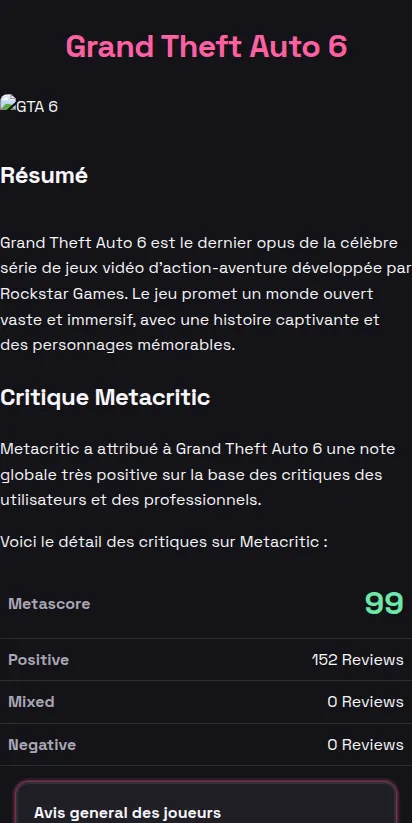 Grand Theft Auto 6
GTA 6
Résumé
Grand Theft Auto 6 est le dernier opus de la célèbre
série de jeux vidéo d'action-aventure développée par
Rockstar Games. Le jeu promet un monde ouvert
vaste et immersif, avec une histoire captivante et
des personnages mémorables.
Critique Metacritic
Metacritic a attribué à Grand Theft Auto 6 une note
globale très positive sur la base des critiques des
utilisateurs et des professionnels.
Voici le détail des critiques sur Metacritic :
Metascore 99
Positive 152 Reviews
Mixed 0 Reviews
Negative 0 Reviews
Avis general des joueurs